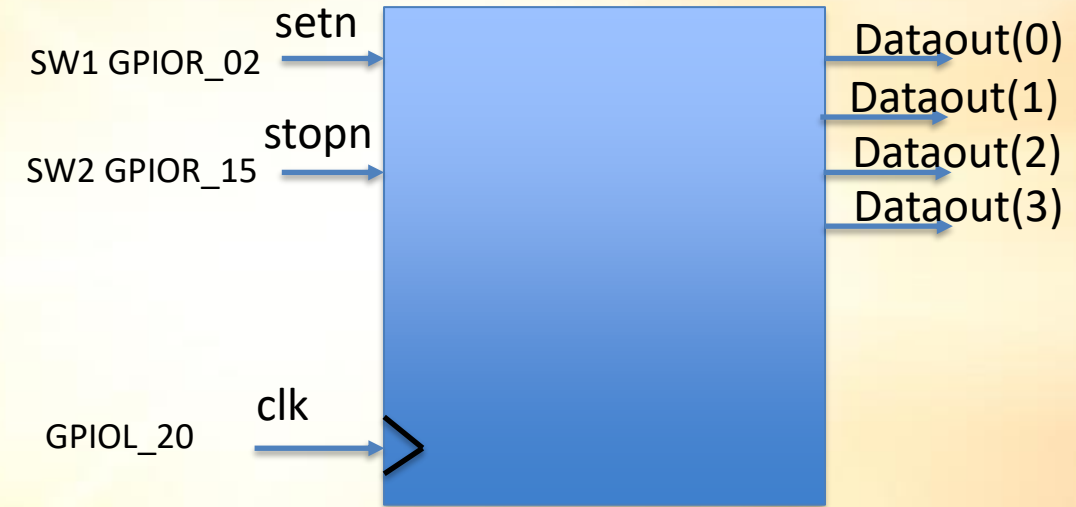 setn
SW1 GPIOR_02
stopn
SW2 GPIOR_15
clk
GPIOL_20
Dataout(0)
Dataout(1)
Dataout(2)
Dataout(3)